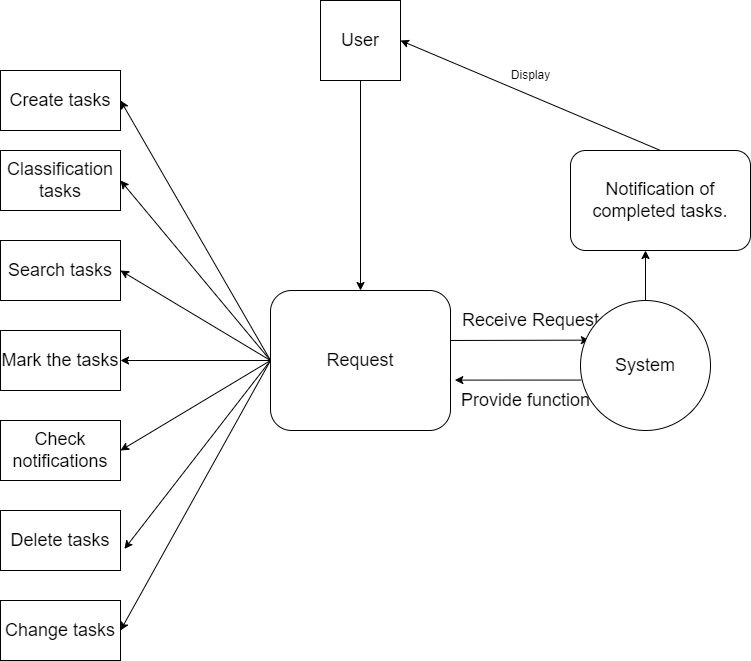 User
Display
Create tasks
Classification
tasks
Notification of
completed tasks.
Search tasks
Receive Request
Mark the tasks
Request
System
Provide function
Check
notifications
Delete tasks
Change tasks